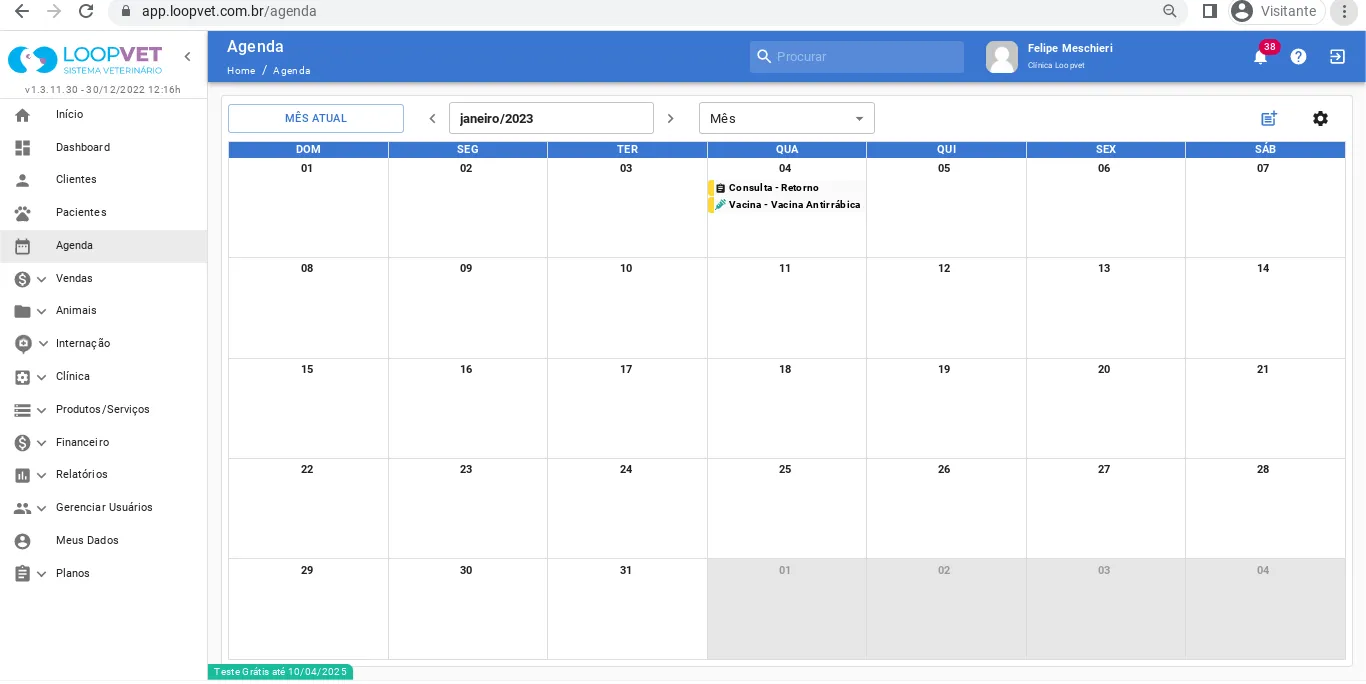 app.loopvet.com.br/agenda
Visitante
LOOPVET
SISTEMA VETERINÁRIO
v1.3.11.30 - 30/12/2022 12:16h
Início
Dashboard
Clientes
Pacientes
Agenda
Vendas
Animais
Internação
Clínica
Produtos/Serviços
Financeiro
Relatórios
Gerenciar Usuários
Meus Dados
Planos
Agenda
Home / Agenda
Procurar
Felipe Meschieri
Clínica Loopvet
38
MÊS ATUAL
janeiro/2023
Mês
DOM SEG TER QUA QUI SEX SÁB
01 02 03 04 05 06 07
Consulta - Retorno
Vacina - Vacina Antirrábica
08 09 10 11 12 13 14
15 16 17 18 19 20 21
22 23 24 25 26 27 28
29 30 31 01 02 03 04
Teste Grátis até 10/04/2025